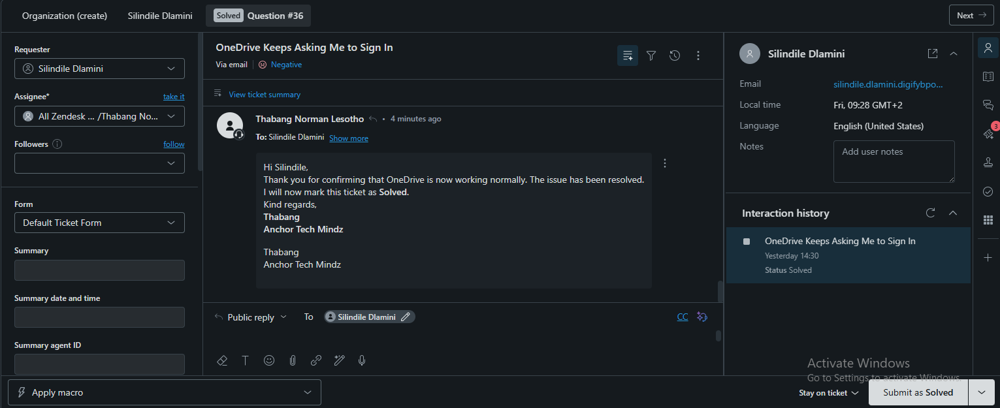 Organization (create)
Silindile Dlamini
Solved Question #36
Next
Requester
Silindile Dlamini
Assignee*
take it
All Zendesk ... /Thabang No...
Followers
follow
Form
Default Ticket Form
Summary
Summary date and time
Summary agent ID
Apply macro
OneDrive Keeps Asking Me to Sign In
Via email
Negative
View ticket summary
Thabang Norman Lesotho • 4 minutes ago
To: Silindile Dlamini Show more
Hi Silindile,
Thank you for confirming that OneDrive is now working normally. The issue has been resolved.
I will now mark this ticket as Solved.
Kind regards,
Thabang
Anchor Tech Mindz
Thabang
Anchor Tech Mindz
Public reply
To
Silindile Dlamini
CC
Silindile Dlamini
Email silindile.dlamini.digifybpo...
Local time Fri, 09:28 GMT+2
Language English (United States)
Notes Add user notes
Interaction history
OneDrive Keeps Asking Me to Sign In
Yesterday 14:30
Status Solved
3
Activate Windows
Go to Settings to activate Windows.
Stay on ticket
Submit as Solved